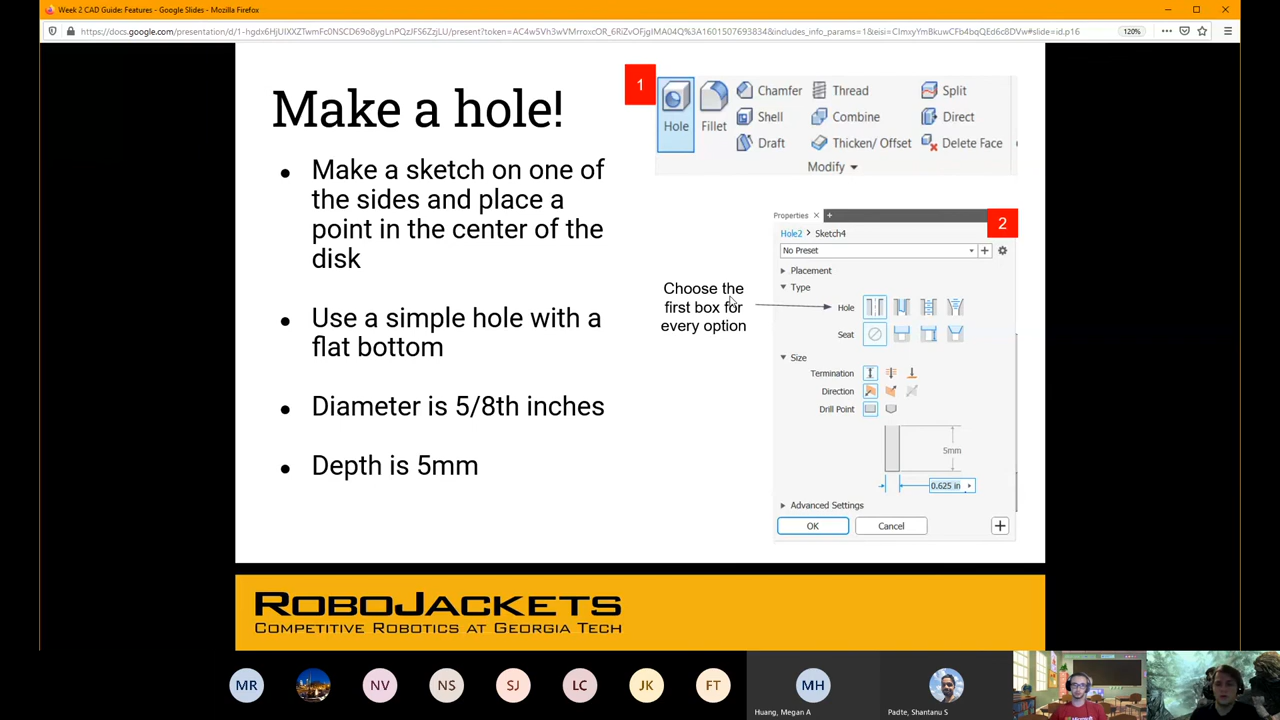 Week 2 CAD Guide: Features - Google Slides - Mozilla Firefox
120%
Make a hole!
● Make a sketch on one of
the sides and place a
point in the center of the
disk
● Use a simple hole with a
flat bottom
● Diameter is 5/8th inches
● Depth is 5mm
1
Hole
Fillet
Chamfer
Shell
Draft
Thread
Combine
Thicken/ Offset
Split
Direct
Delete Face
Modify
2
Properties × +
Hole2 > Sketch4
No Preset
Placement
Type
Hole
Seat
Choose the
first box for
every option
Size
Termination
Direction
Drill Point
5mm
0.625 in
Advanced Settings
OK
Cancel
ROBOJACKETS
COMPETITIVE ROBOTICS AT GEORGIA TECH
MR
NV
NS
SJ
LC
JK
FT
MH
Huang, Megan A
Padte, Shantanu S